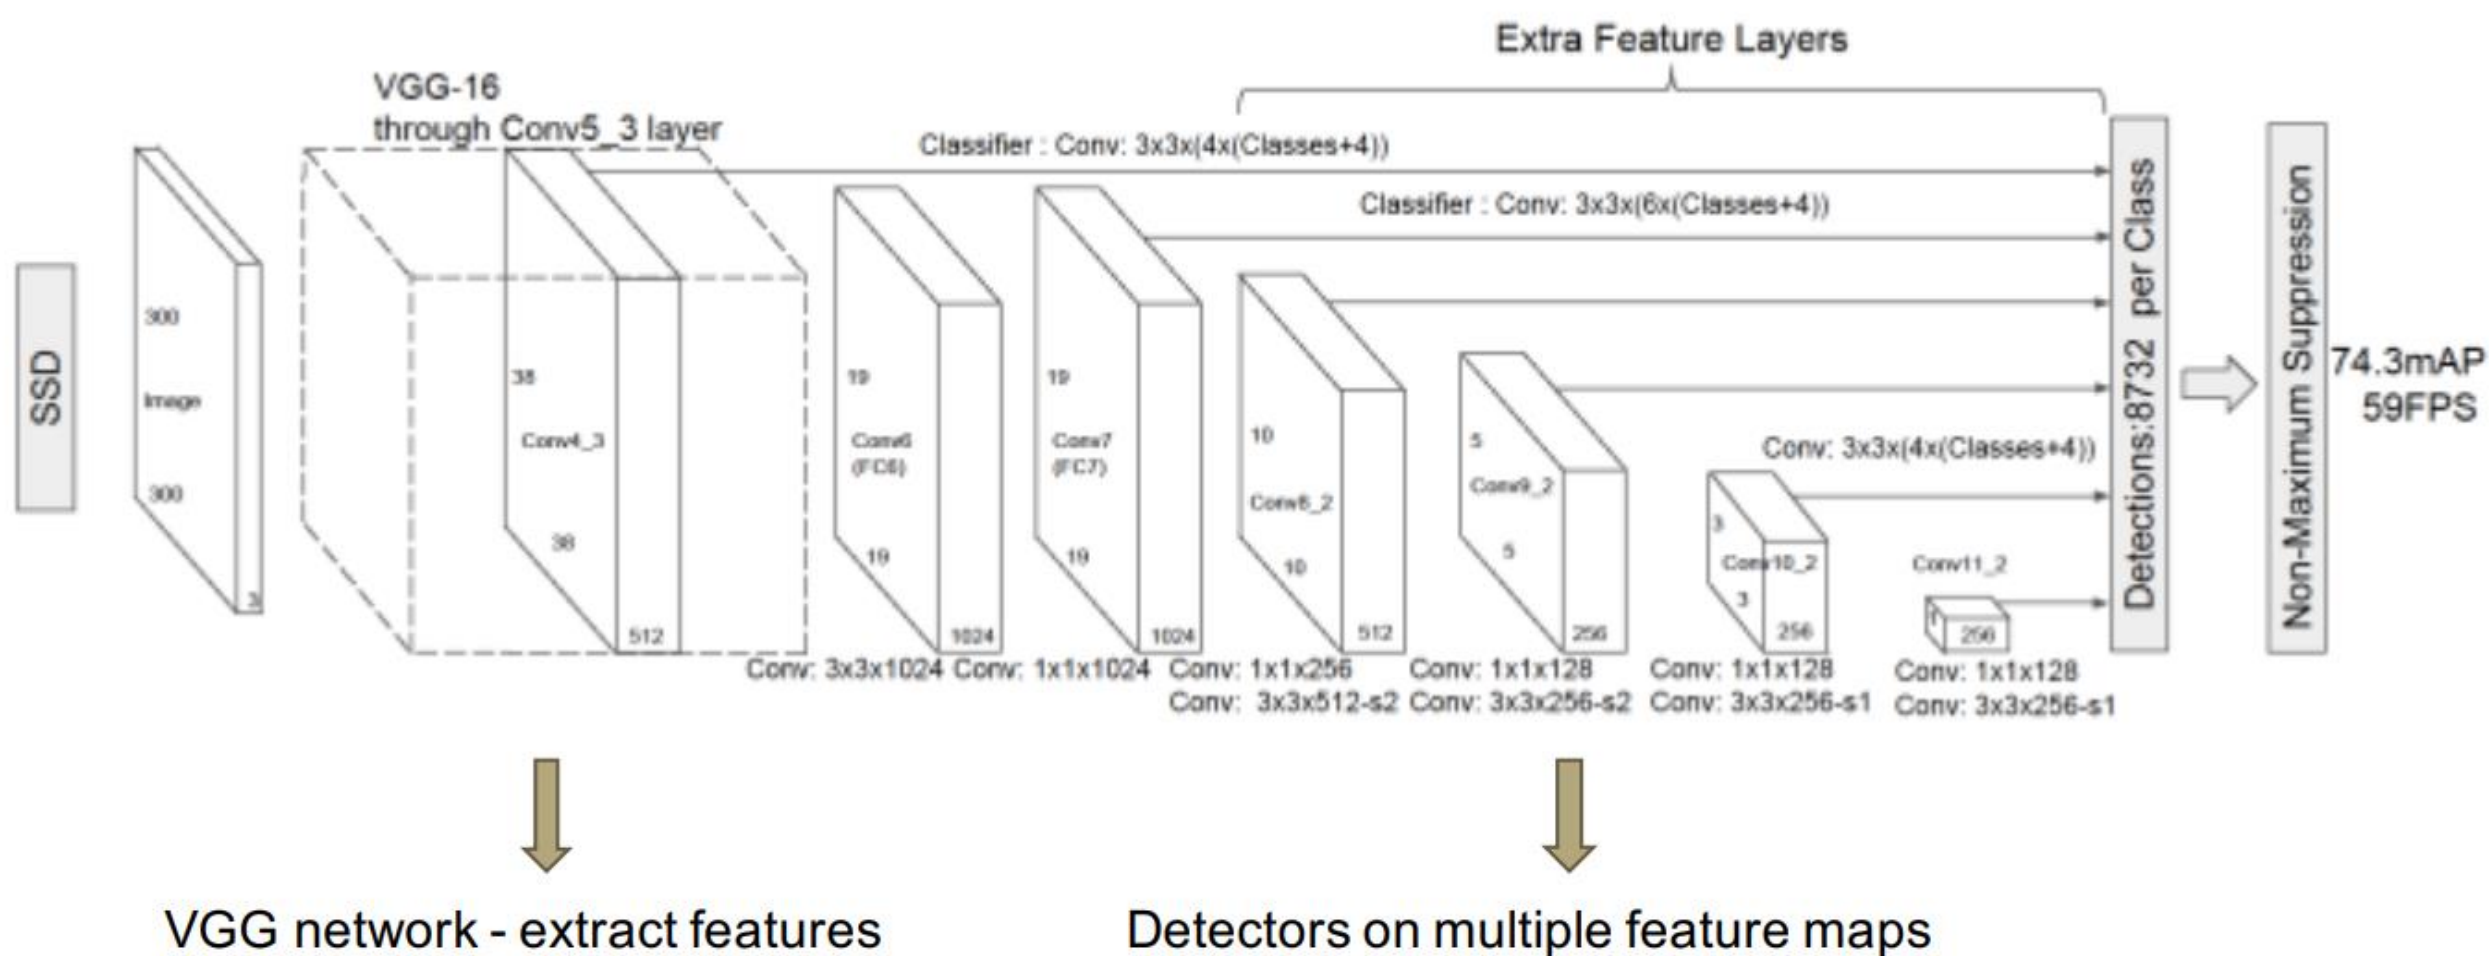 Extra Feature Layers
VGG-16
through Conv5_3 layer
Classifier : Conv: 3x3x(4x(Classes+4))
Classifier : Conv: 3x3x(6x(Classes+4))
SSD
300
Image
300
3
38
Conv4_3
38
512
19
Conv6
(FC6)
19
1024
19
Conv7
(FC7)
19
1024
10
Conv8_2
10
512
5
Conv9_2
5
256
Conv: 3x3x(4x(Classes+4))
3
Conv10_2
3
256
Conv11_2
1
256
Detections:8732 per Class
Non-Maximum Suppression
74.3mAP
59FPS
Conv: 3x3x1024 Conv: 1x1x1024 Conv: 1x1x256 Conv: 1x1x128 Conv: 1x1x128 Conv: 1x1x128
Conv: 3x3x512-s2 Conv: 3x3x256-s2 Conv: 3x3x256-s1 Conv: 3x3x256-s1
VGG network - extract features
Detectors on multiple feature maps